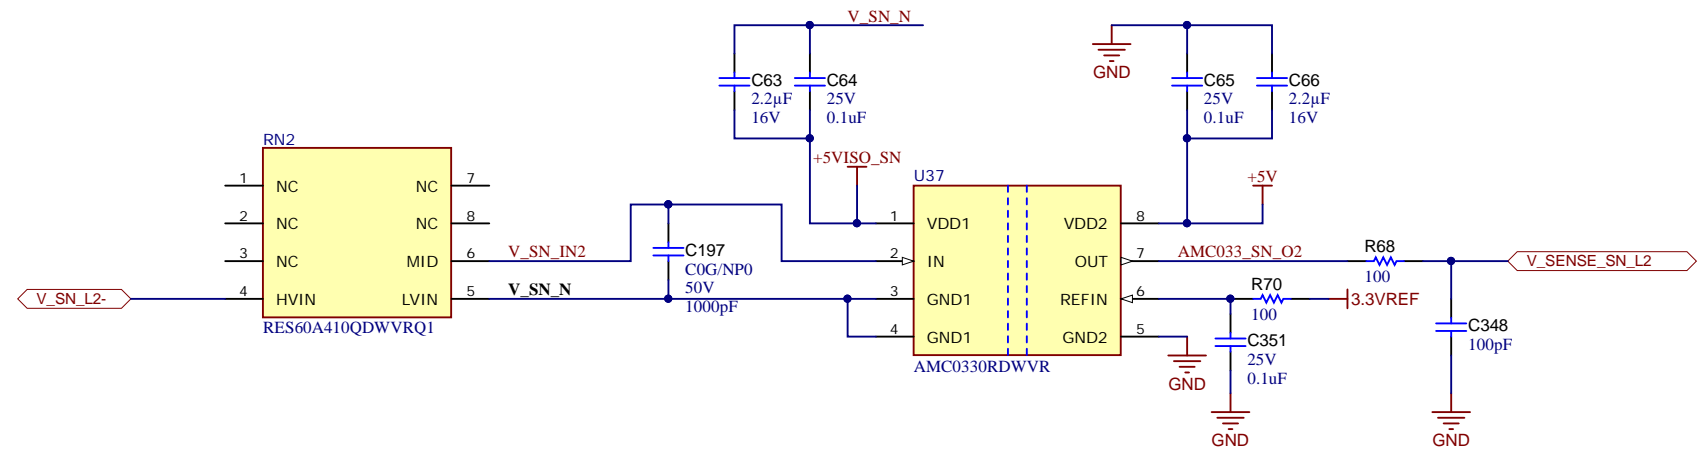 V_SN_N
C63
2.2µF
16V
C64
25V
0.1uF
GND
C65
25V
0.1uF
C66
2.2µF
16V
RN2
1 NC NC 7
2 NC NC 8
3 NC MID 6
4 HVIN LVIN 5
RES60A410QDWVRQ1
V_SN_L2-
V_SN_IN2
V_SN_N
C197
C0G/NP0
50V
1000pF
+5VISO_SN
U37
1 VDD1 VDD2 8
2 IN OUT 7
3 GND1 REFIN 6
4 GND1 GND2 5
AMC0330RDWVR
+5V
AMC033_SN_O2
R68
100
V_SENSE_SN_L2
R70
100
3.3VREF
C351
25V
0.1uF
C348
100pF
GND
GND
GND